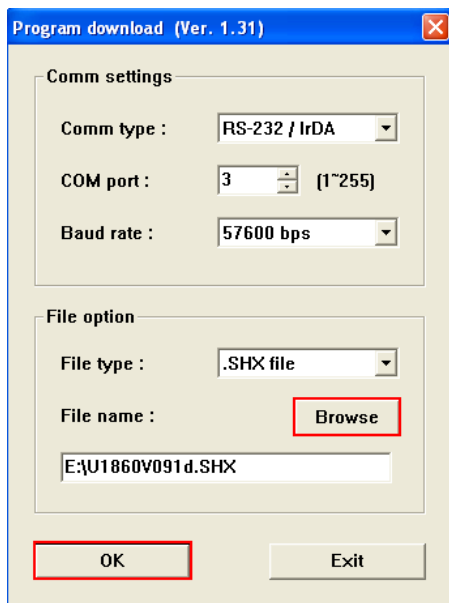 Program download (Ver. 1.31)
Comm settings
Comm type : RS-232 / IrDA
COM port : 3 (1~255)
Baud rate : 57600 bps
File option
File type : .SHX file
File name : Browse
E:\U1860V091d.SHX
OK Exit